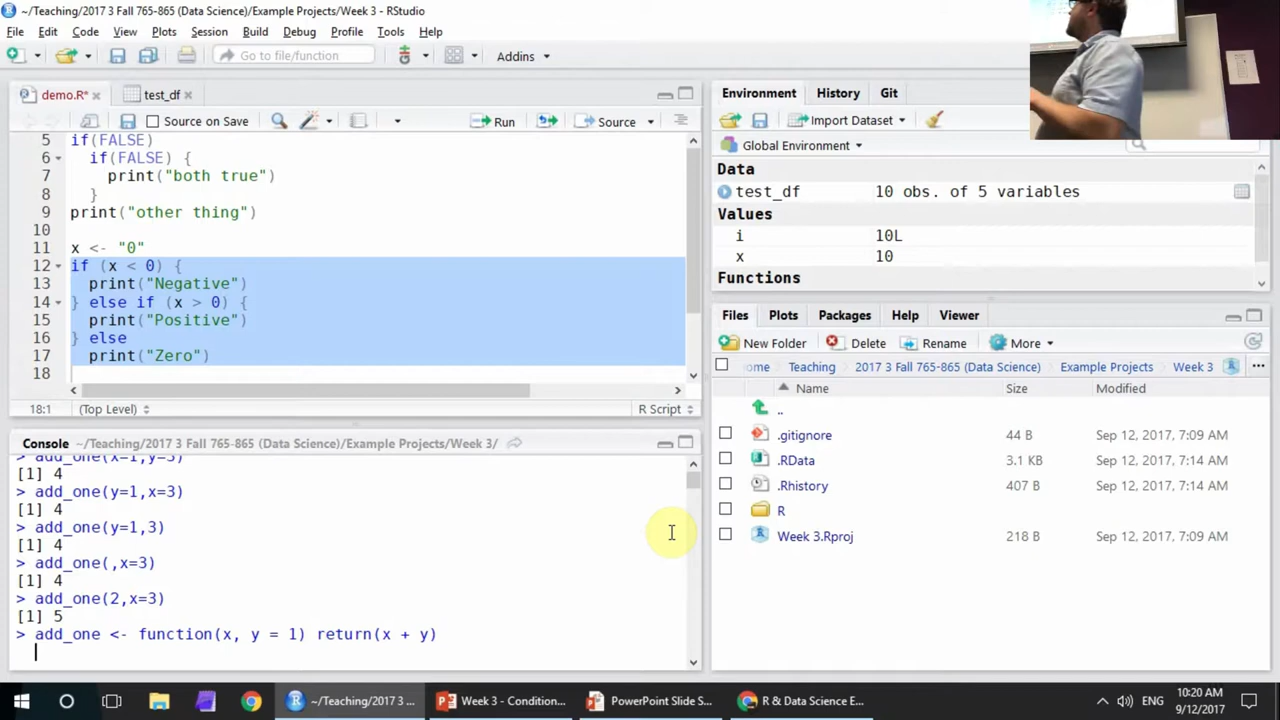 ~/Teaching/2017 3 Fall 765-865 (Data Science)/Example Projects/Week 3 - RStudio
File Edit Code View Plots Session Build Debug Profile Tools Help
Go to file/function Addins
demo.R* test_df
Source on Save Run Source
5 if(FALSE)
6 if(FALSE) {
7 print("both true")
8 }
9 print("other thing")
10
11 x <- "0"
12 if (x < 0) {
13 print("Negative")
14 } else if (x > 0) {
15 print("Positive")
16 } else
17 print("Zero")
18
18:1 (Top Level) R Script
Console ~/Teaching/2017 3 Fall 765-865 (Data Science)/Example Projects/Week 3/
> add_one(x=1,y=3)
[1] 4
> add_one(y=1,x=3)
[1] 4
> add_one(y=1,3)
[1] 4
> add_one(,x=3)
[1] 4
> add_one(2,x=3)
[1] 5
> add_one <- function(x, y = 1) return(x + y)
Environment History Git
Import Dataset
Global Environment
Data
test_df 10 obs. of 5 variables
Values
i 10L
x 10
Functions
Files Plots Packages Help Viewer
New Folder Delete Rename More
ome Teaching 2017 3 Fall 765-865 (Data Science) Example Projects Week 3 ...
Name Size Modified
..
.gitignore 44 B Sep 12, 2017, 7:09 AM
.RData 3.1 KB Sep 12, 2017, 7:14 AM
.Rhistory 407 B Sep 12, 2017, 7:14 AM
R
Week 3.Rproj 218 B Sep 12, 2017, 7:09 AM
~/Teaching/2017 3 ... Week 3 - Condition... PowerPoint Slide S... R & Data Science E... ENG 10:20 AM
9/12/2017